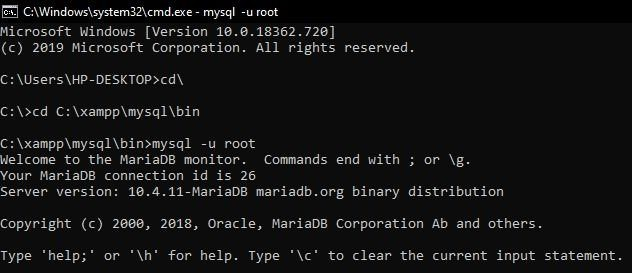 C:\Windows\system32\cmd.exe - mysql -u root
Microsoft Windows [Version 10.0.18362.720]
(c) 2019 Microsoft Corporation. All rights reserved.
C:\Users\HP-DESKTOP>cd\
C:\>cd C:\xampp\mysql\bin
C:\xampp\mysql\bin>mysql -u root
Welcome to the MariaDB monitor.  Commands end with ; or \g.
Your MariaDB connection id is 26
Server version: 10.4.11-MariaDB mariadb.org binary distribution
Copyright (c) 2000, 2018, Oracle, MariaDB Corporation Ab and others.
Type 'help;' or '\h' for help. Type '\c' to clear the current input statement.